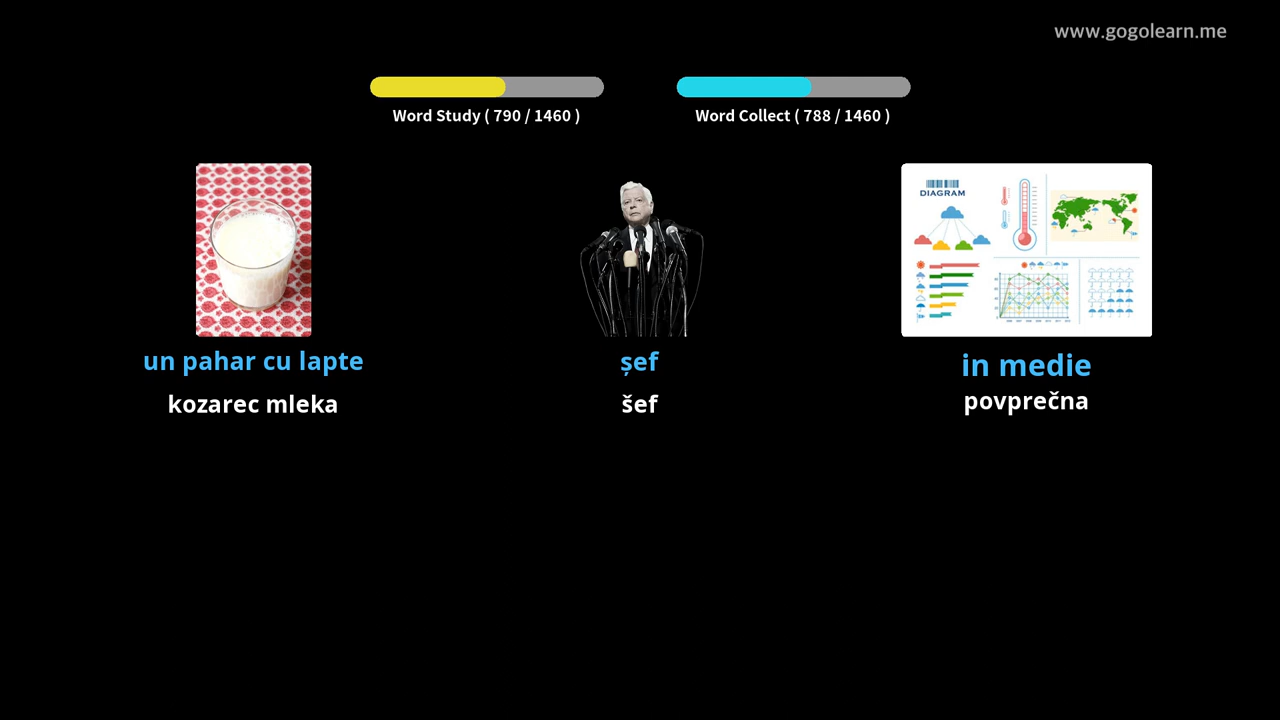 www.gogolearn.me
Word Study ( 790 / 1460 )
Word Collect ( 788 / 1460 )
DIAGRAM
un pahar cu lapte
kozarec mleka
șef
šef
in medie
povprečna